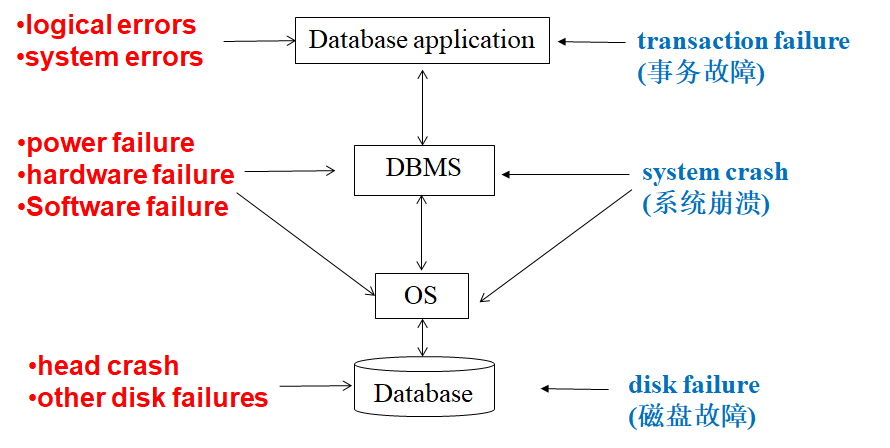 •logical errors
•system errors
Database application
transaction failure
(事务故障)
•power failure
•hardware failure
•Software failure
DBMS
system crash
(系统崩溃)
OS
•head crash
•other disk failures
Database
disk failure
(磁盘故障)